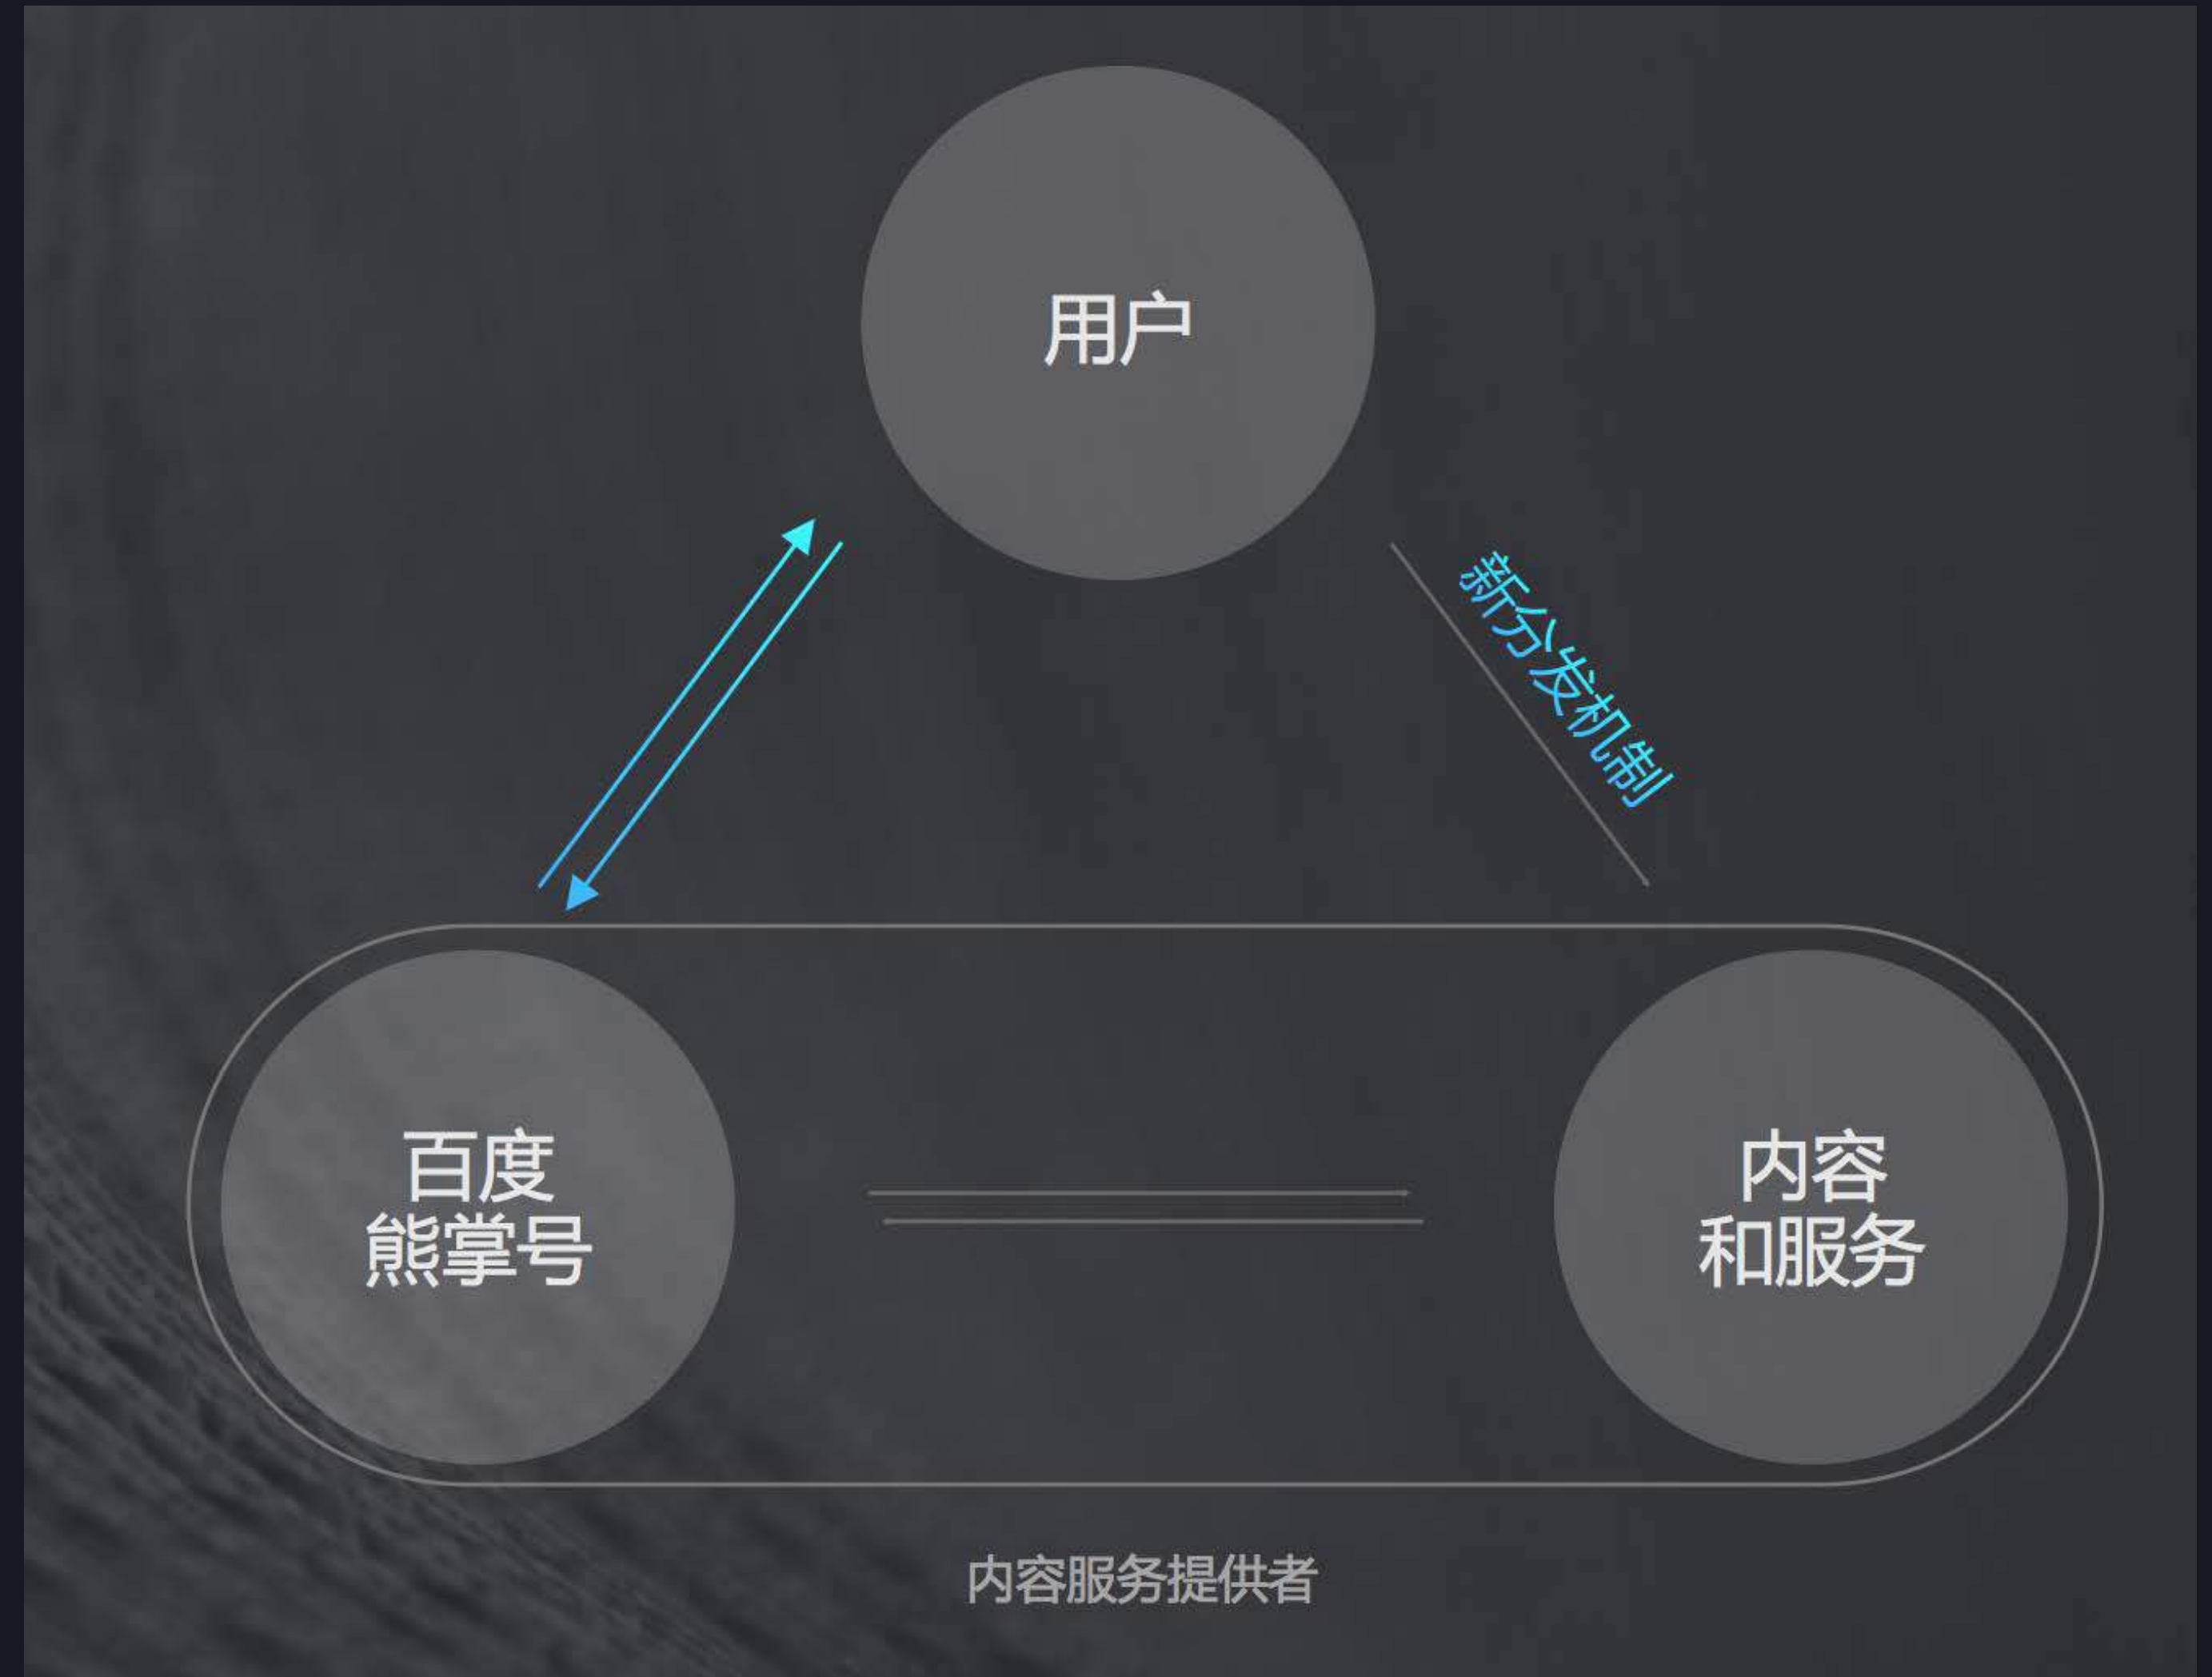 用户
新分发机制
百度
熊掌号
内容
和服务
内容服务提供者